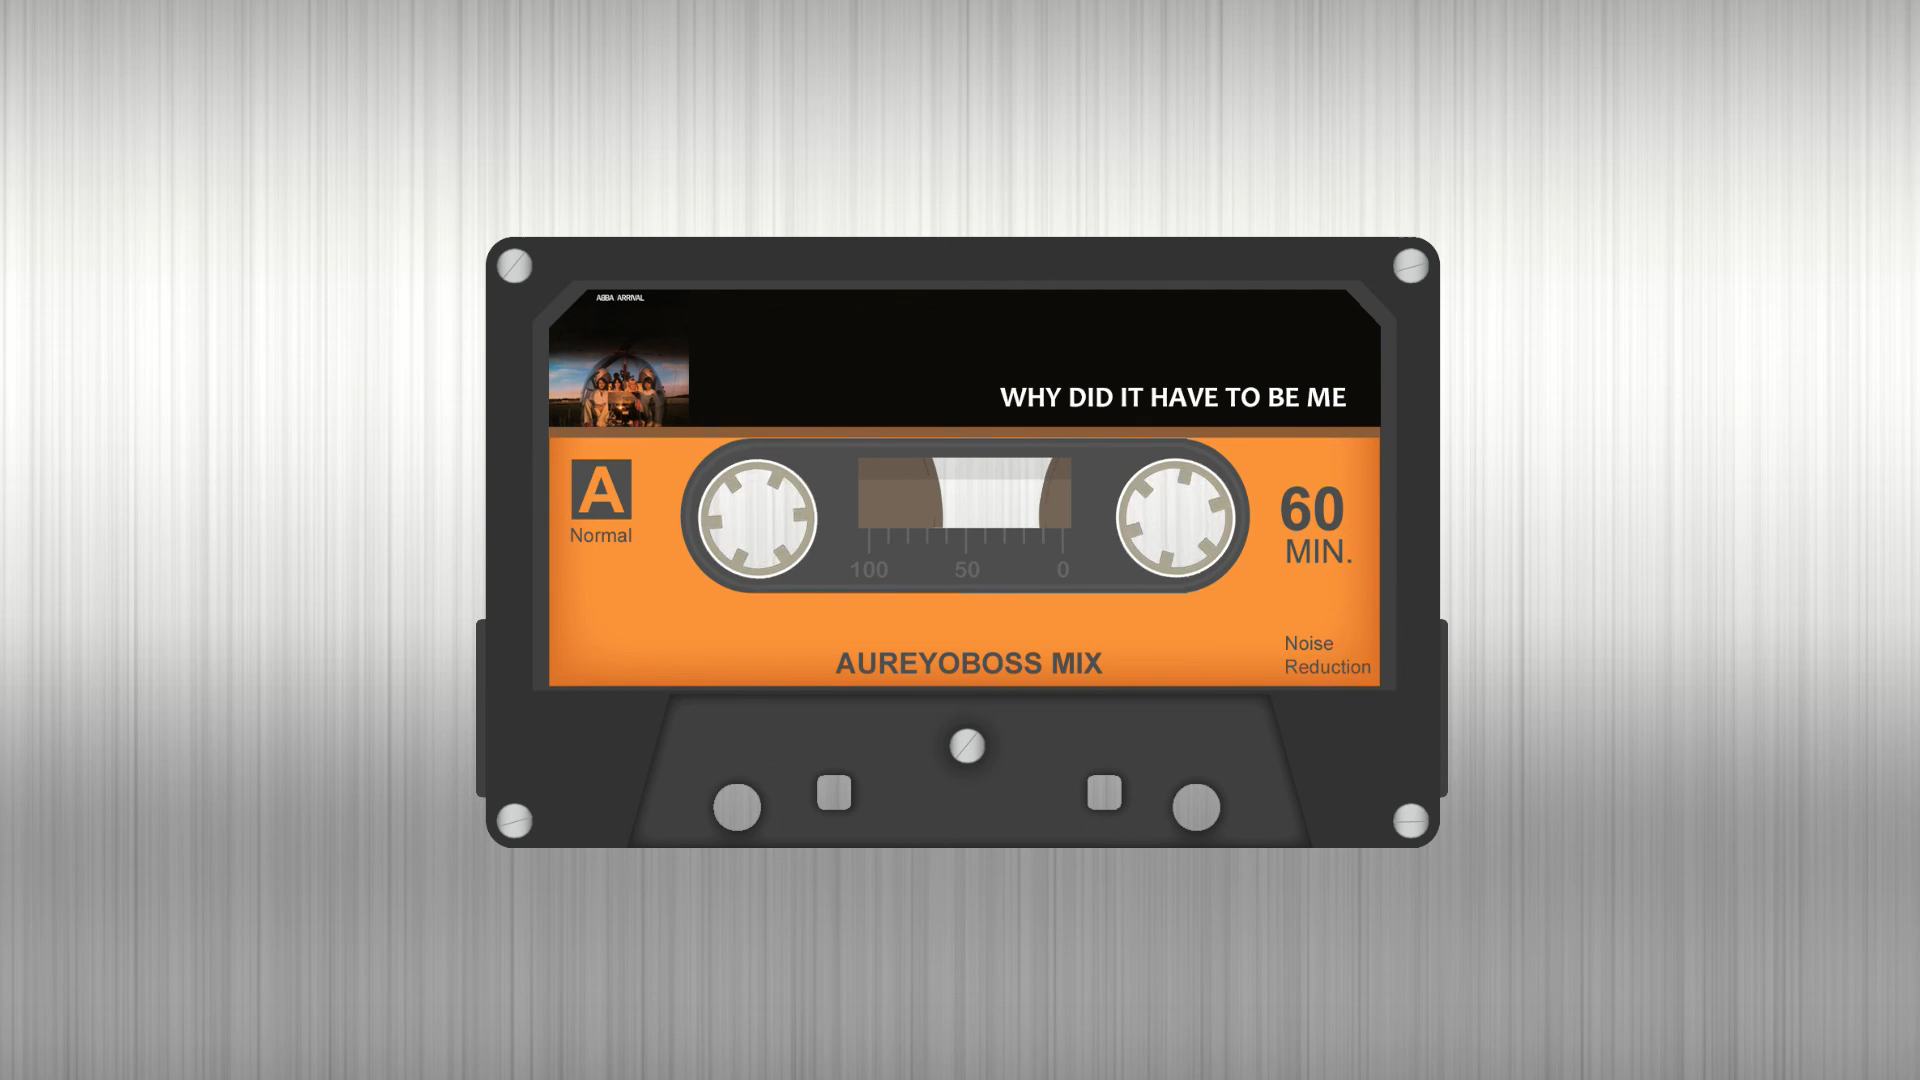 ABBA ARRIVAL
WHY DID IT HAVE TO BE ME
A
Normal
60
MIN.
100 50 0
AUREYOBOSS MIX
Noise
Reduction